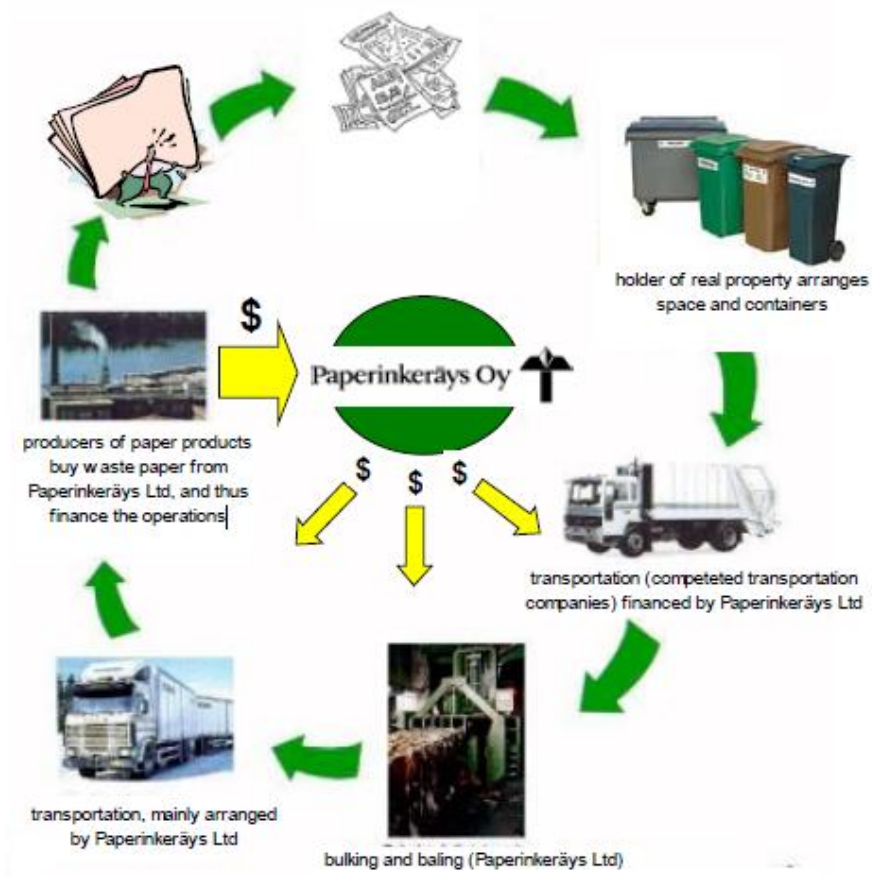 holder of real property arranges
space and containers
$
Paperinkeräys Oy
producers of paper products
buy waste paper from
Paperinkeräys Ltd, and thus
finance the operations
$
$
$
transportation (competeted transportation
companies) financed by Paperinkeräys Ltd
transportation, mainly arranged
by Paperinkeräys Ltd
bulking and baling (Paperinkeräys Ltd)